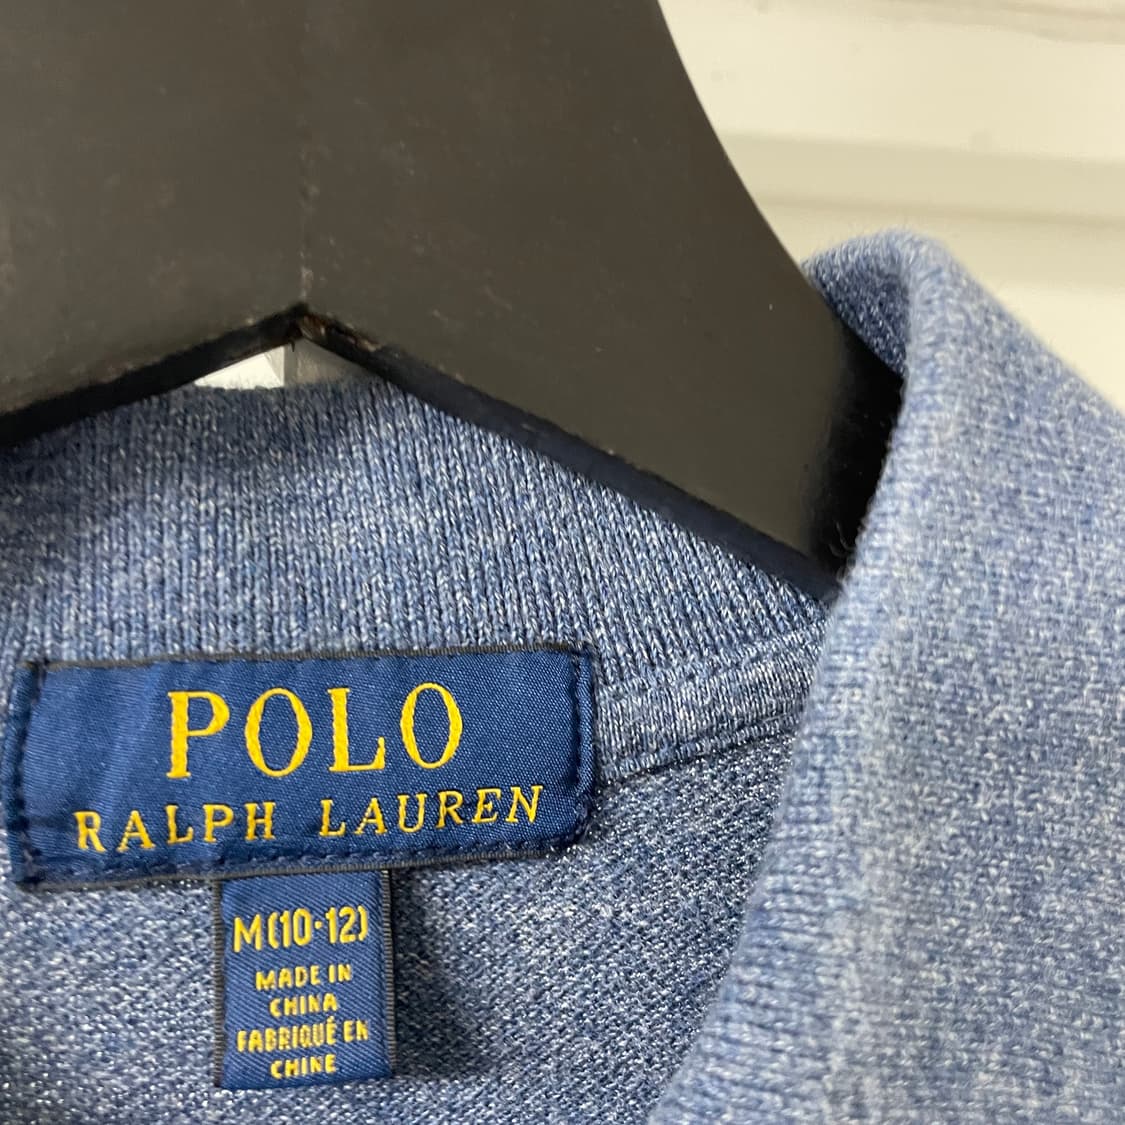 POLO
RALPH LAUREN
M(10·12)
MADE IN
CHINA
FABRIQUÉ EN
CHINE